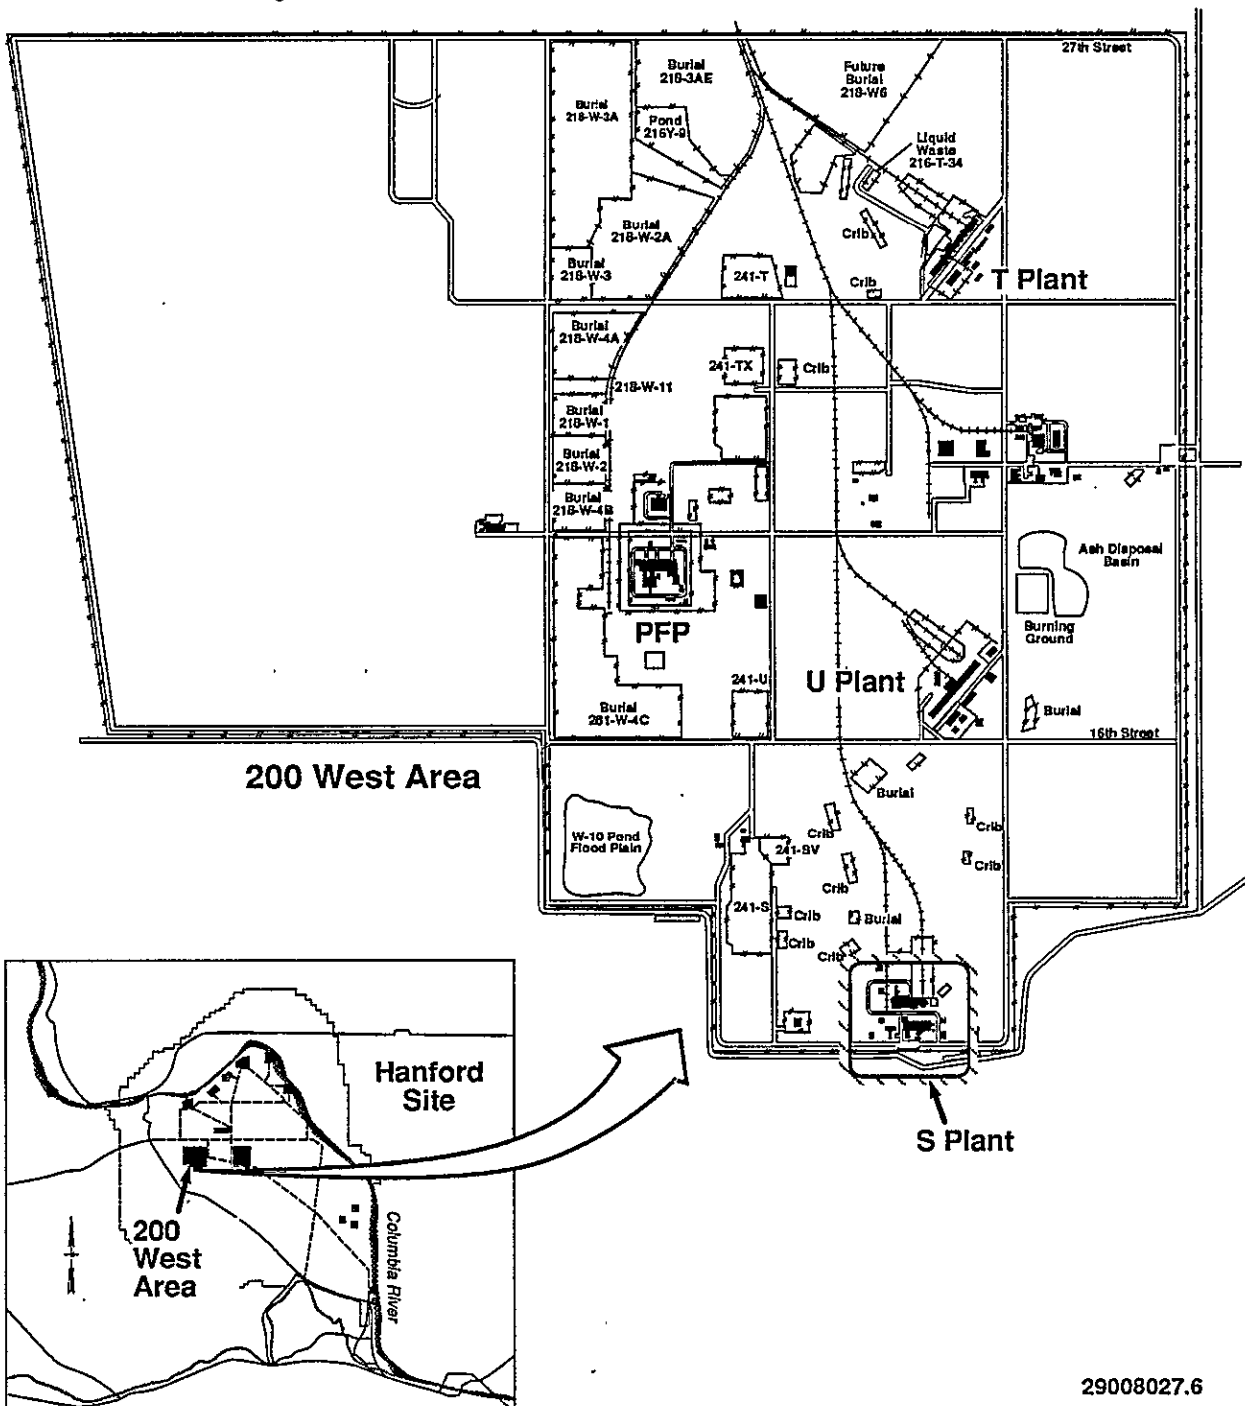 27th Street
Burial
218-3AE
Future
Burial
218-W6
Burial
218-W-3A
Pond
216Y-9
Liquid
Waste
216-T-34
Burial
218-W-2A
Crib
Burial
218-W-3
241-T
Crib
T Plant
Burial
218-W-4A
241-TX
Crib
218-W-11
Burial
218-W-1
Burial
218-W-2
Burial
218-W-4B
Ash Disposal
Basin
PFP
Burning
Ground
241-U
U Plant
Burial
261-W-4C
Burial
16th Street
200 West Area
Burial
W-10 Pond
Flood Plain
Crib
Crib
241-SV
Crib
Crib
241-S
Crib
Burial
Crib
Crib
Hanford
Site
S Plant
200
West
Area
Columbia River
29008027.6